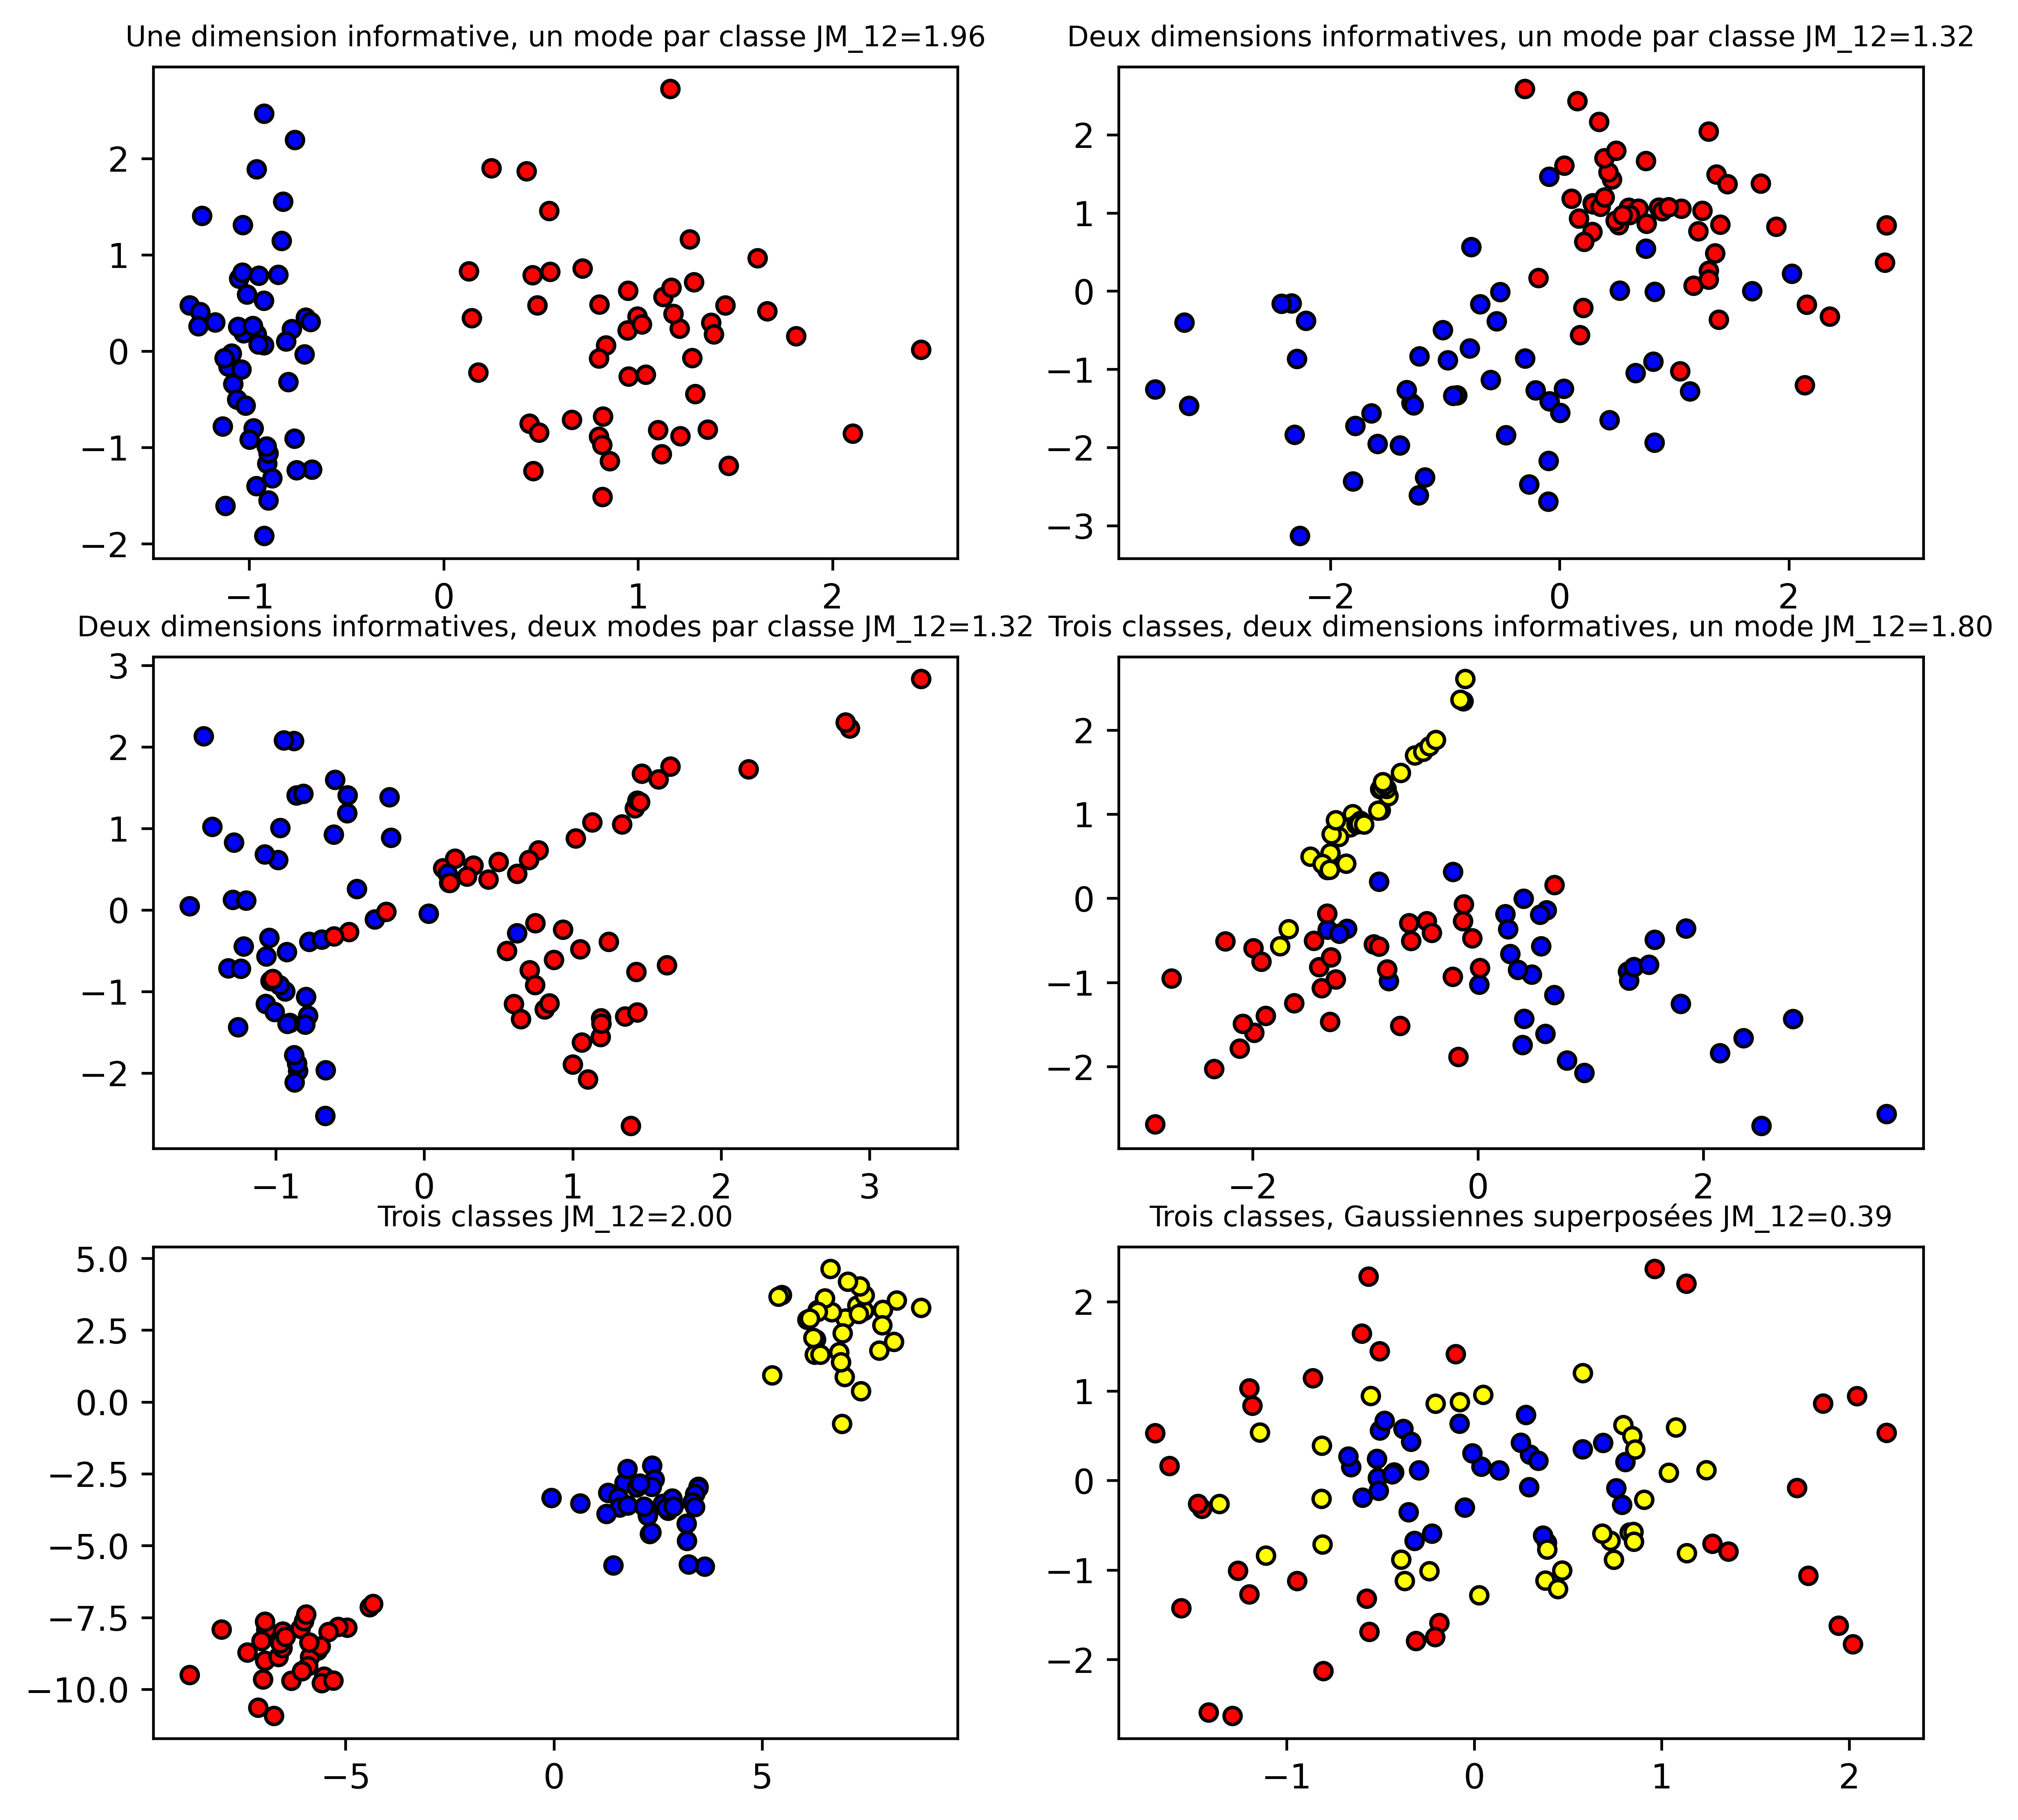 Une dimension informative, un mode par classe JM_12=1.96
2
1
0
−1
−2
−1 0 1 2
Deux dimensions informatives, un mode par classe JM_12=1.32
2
1
0
−1
−2
−3
−2 0 2
Deux dimensions informatives, deux modes par classe JM_12=1.32
3
2
1
0
−1
−2
−1 0 1 2 3
Trois classes, deux dimensions informatives, un mode JM_12=1.80
2
1
0
−1
−2
−2 0 2
Trois classes JM_12=2.00
5.0
2.5
0.0
−2.5
−5.0
−7.5
−10.0
−5 0 5
Trois classes, Gaussiennes superposées JM_12=0.39
2
1
0
−1
−2
−1 0 1 2